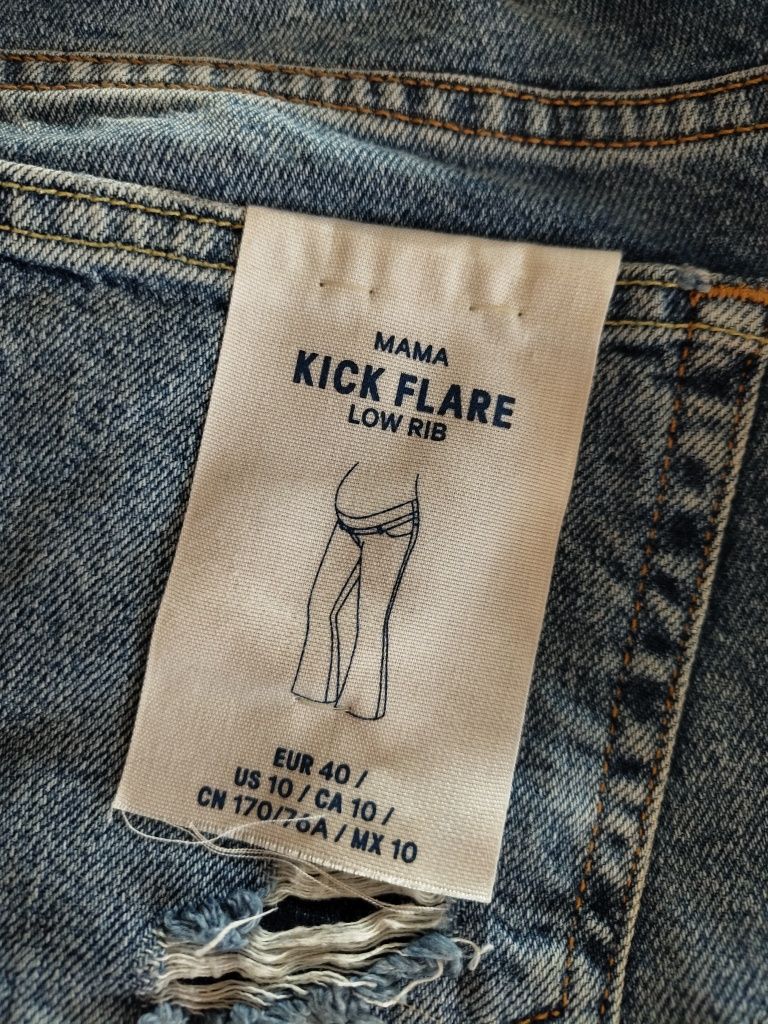 MAMA
KICK FLARE
LOW RIB
EUR 40 /
US 10 / CA 10 /
CN 170/76A / MX 10